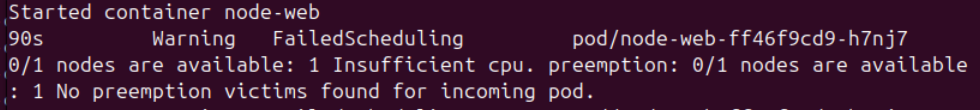 Started container node-web
90s Warning FailedScheduling pod/node-web-ff46f9cd9-h7nj7
0/1 nodes are available: 1 Insufficient cpu. preemption: 0/1 nodes are available
: 1 No preemption victims found for incoming pod.